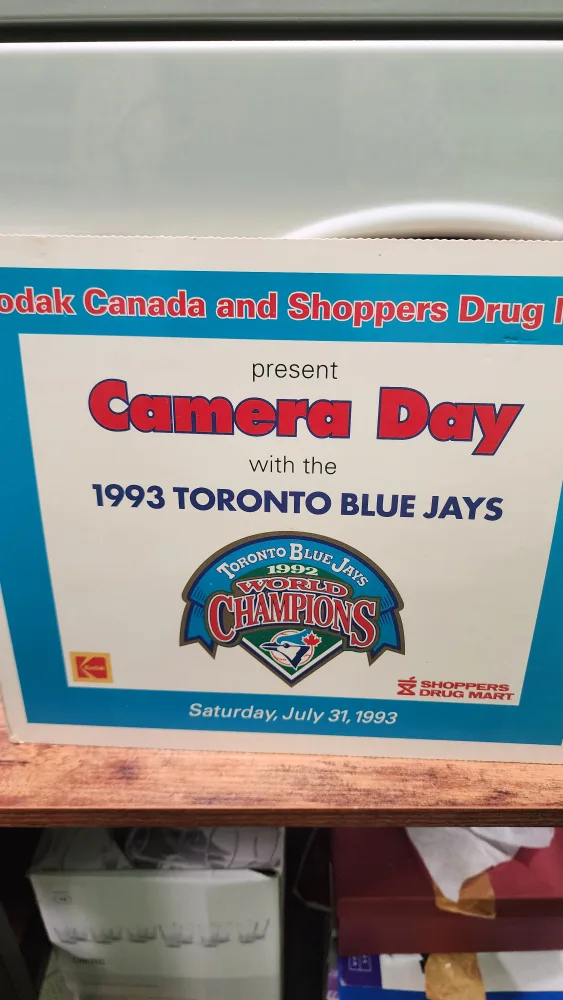 odak Canada and Shoppers Drug
present
Camera Day
with the
1993 TORONTO BLUE JAYS
TORONTO BLUE JAYS
1992
WORLD
CHAMPIONS
Kodak
SHOPPERS
DRUG MART
Saturday, July 31, 1993